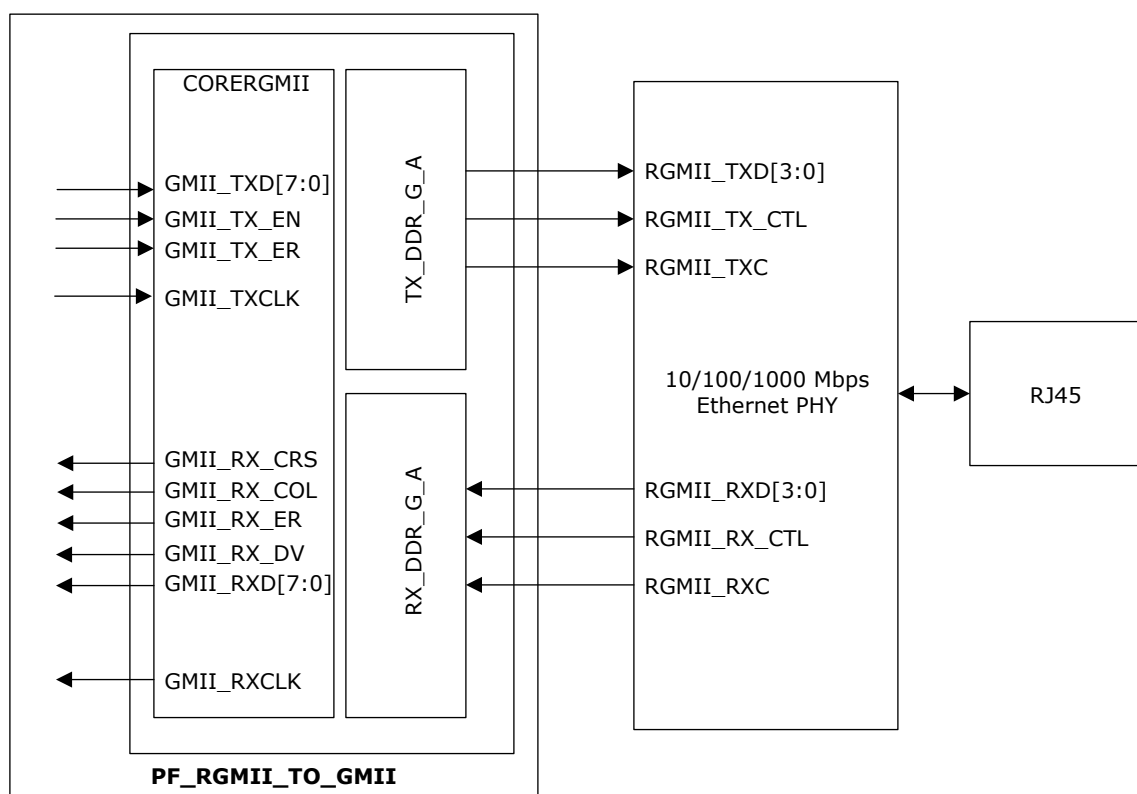 CORERGMII
GMII_TXD[7:0]
GMII_TX_EN
GMII_TX_ER
GMII_TXCLK
GMII_RX_CRS
GMII_RX_COL
GMII_RX_ER
GMII_RX_DV
GMII_RXD[7:0]
GMII_RXCLK
TX_DDR_G_A
RX_DDR_G_A
RGMII_TXD[3:0]
RGMII_TX_CTL
RGMII_TXC
10/100/1000 Mbps
Ethernet PHY
RGMII_RXD[3:0]
RGMII_RX_CTL
RGMII_RXC
RJ45
PF_RGMII_TO_GMII